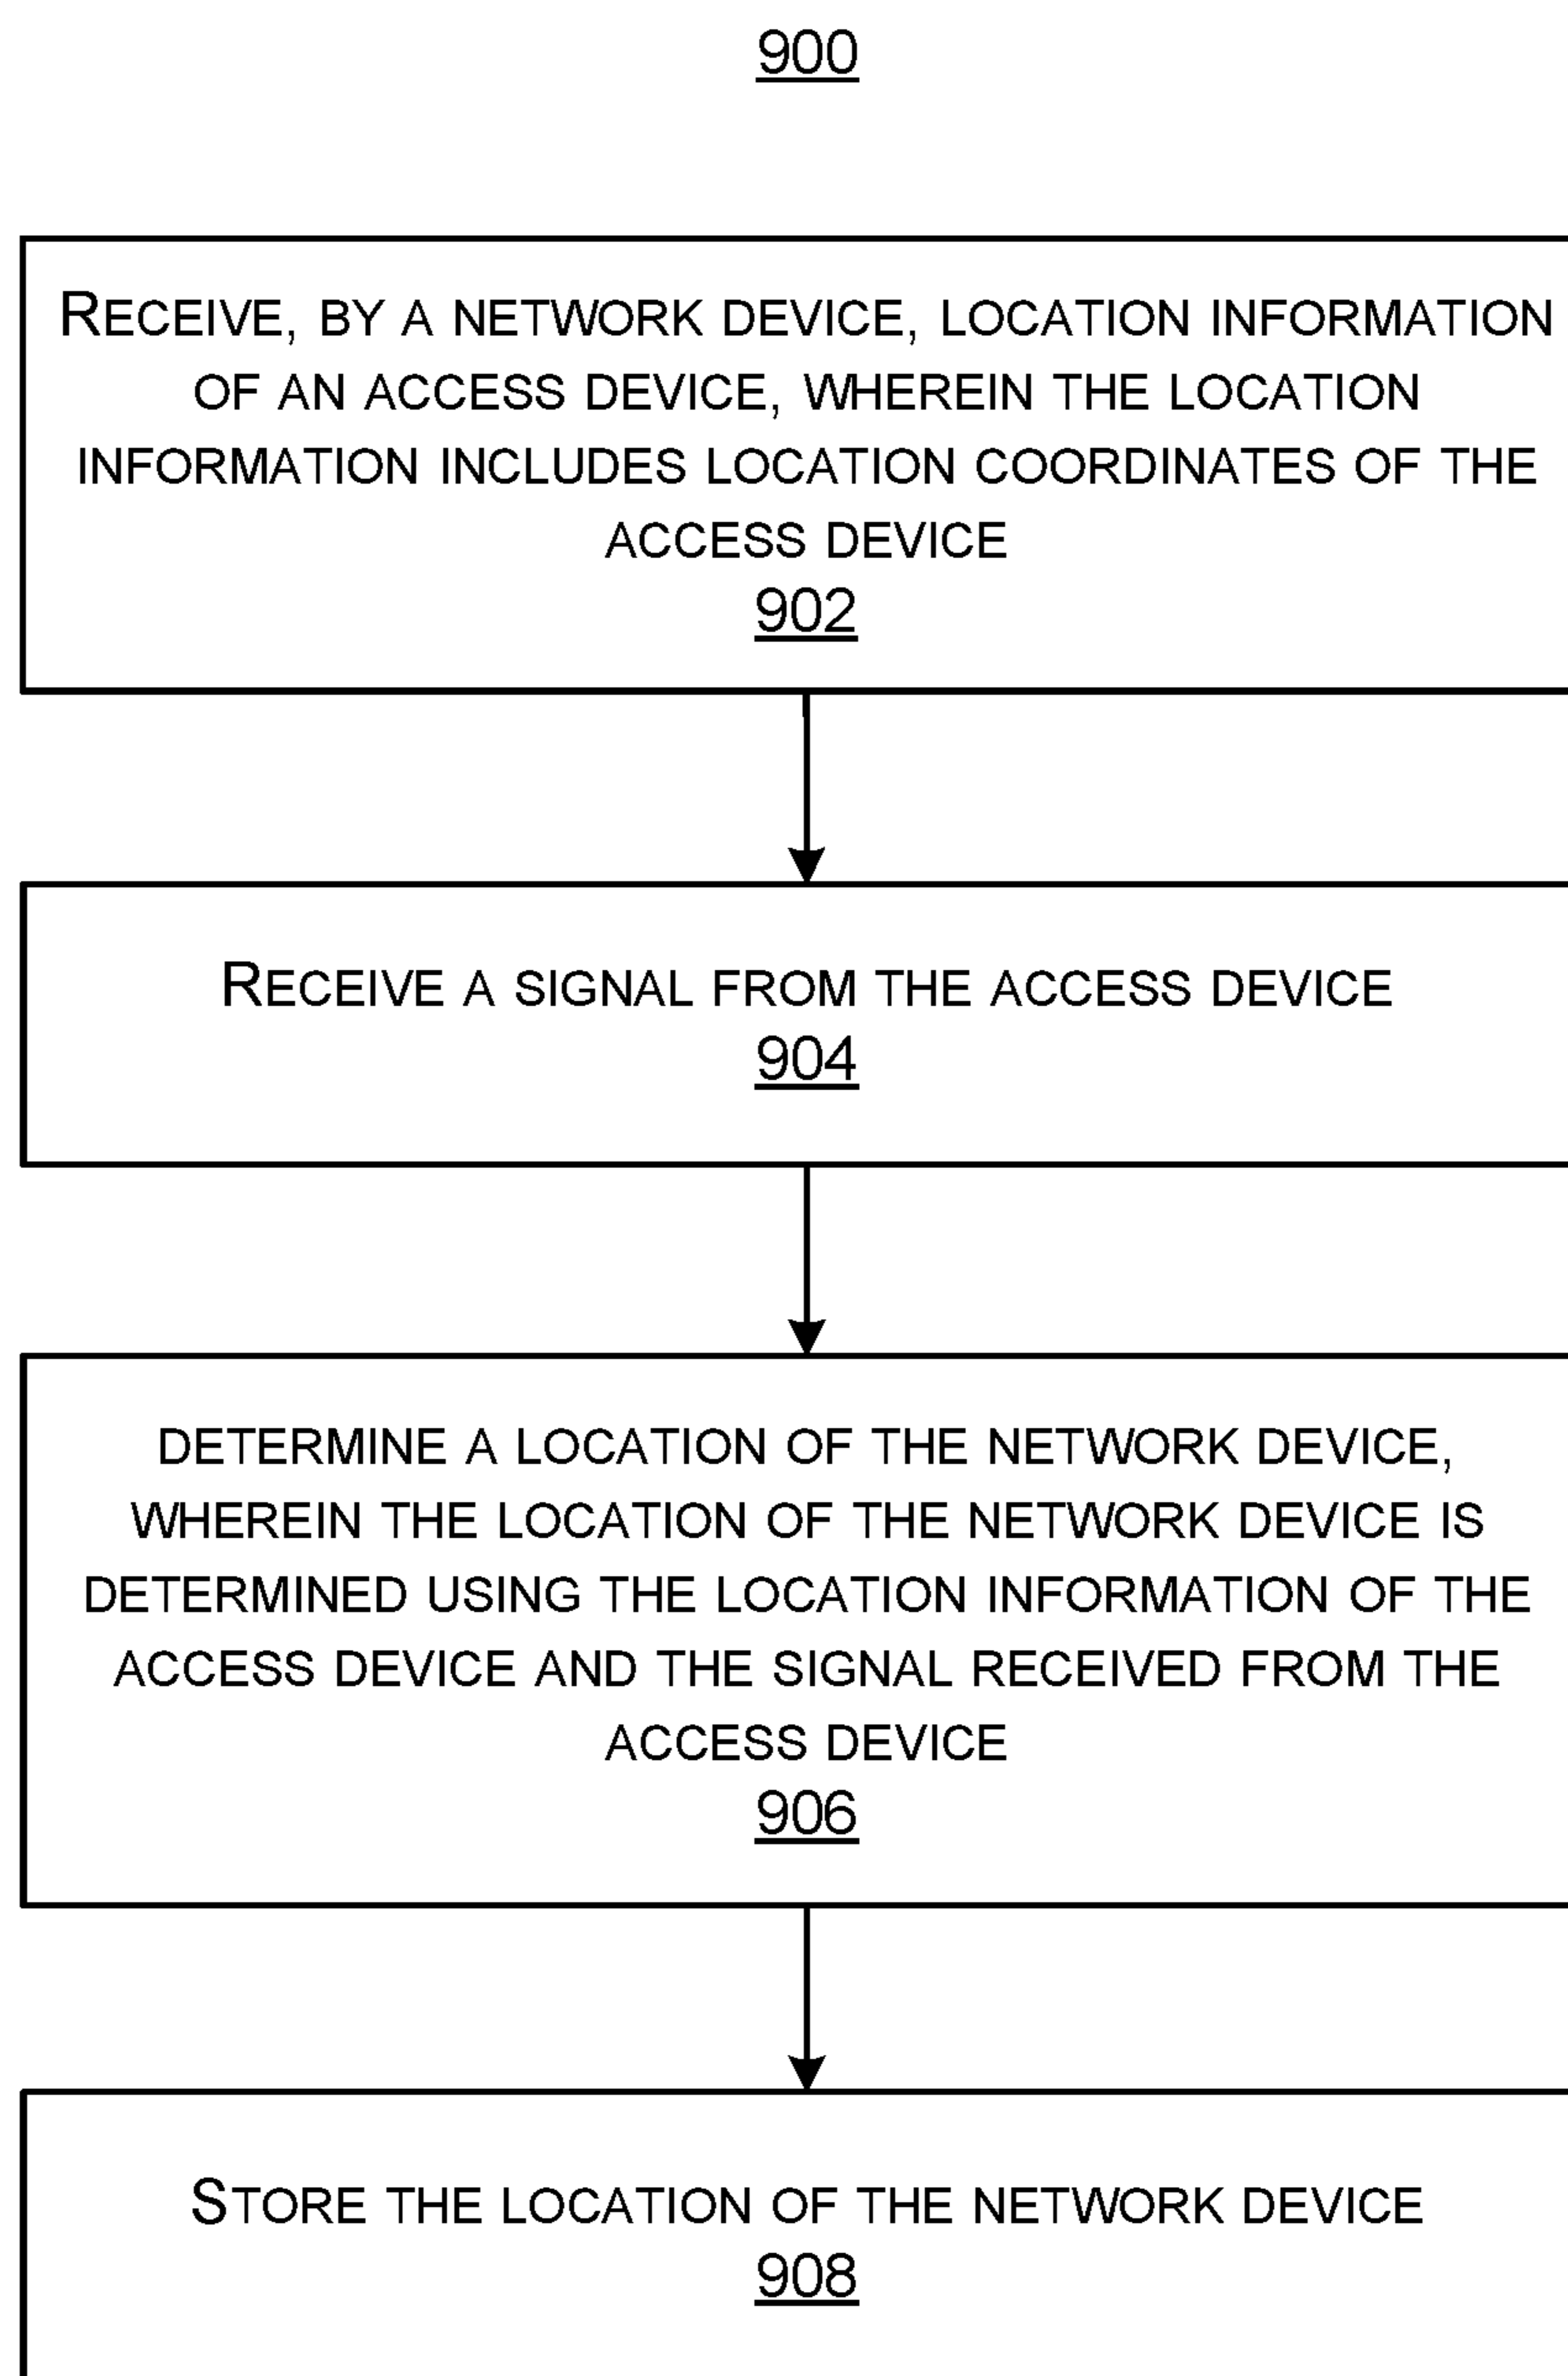 900
RECEIVE, BY A NETWORK DEVICE, LOCATION INFORMATION
OF AN ACCESS DEVICE, WHEREIN THE LOCATION
INFORMATION INCLUDES LOCATION COORDINATES OF THE
ACCESS DEVICE
902
RECEIVE A SIGNAL FROM THE ACCESS DEVICE
904
DETERMINE A LOCATION OF THE NETWORK DEVICE,
WHEREIN THE LOCATION OF THE NETWORK DEVICE IS
DETERMINED USING THE LOCATION INFORMATION OF THE
ACCESS DEVICE AND THE SIGNAL RECEIVED FROM THE
ACCESS DEVICE
906
STORE THE LOCATION OF THE NETWORK DEVICE
908